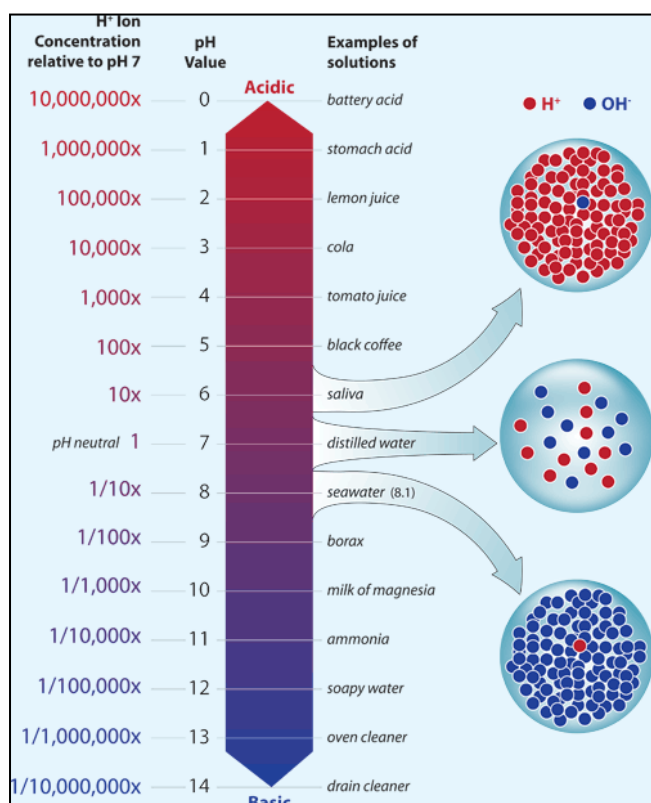 H⁺ Ion
Concentration
relative to pH 7
pH
Value
Examples of
solutions
Acidic
H⁺ OH⁻
10,000,000x 0 battery acid
1,000,000x 1 stomach acid
100,000x 2 lemon juice
10,000x 3 cola
1,000x 4 tomato juice
100x 5 black coffee
10x 6 saliva
pH neutral 1 7 distilled water
1/10x 8 seawater (8.1)
1/100x 9 borax
1/1,000x 10 milk of magnesia
1/10,000x 11 ammonia
1/100,000x 12 soapy water
1/1,000,000x 13 oven cleaner
1/10,000,000x 14 drain cleaner
Basic